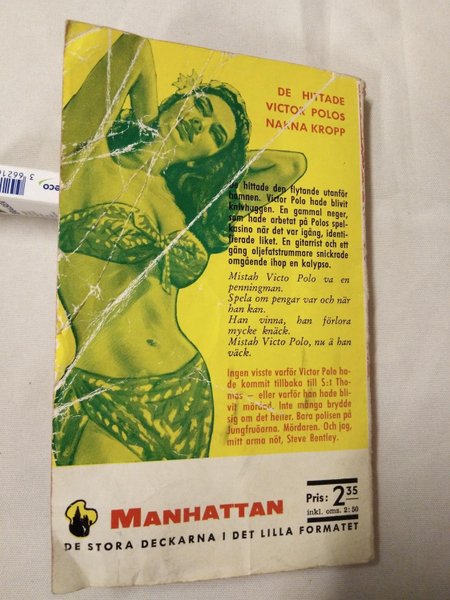 DE HITTADE
VICTOR POLOS
NAKNA KROPP
De hittade den flytande utanför
hamnen. Victor Polo hade blivit
knivhuggen. En gammal neger,
som hade arbetat på Polos spel-
kasino när det var igång, identi-
fierade liket. En gitarrist och ett
gäng oljefatstrummare snickrade
omgående ihop en kalypso.
Mistah Victo Polo va en
penningman.
Spela om pengar var och när
han kan.
Han vinna, han förlora
mycke knäck.
Mistah Victo Polo, nu ä han
väck.
Ingen visste varför Victor Polo ha-
de kommit tillbaka till S:t Tho-
mas — eller varför han hade bli-
vit mördad. Inte många brydde
sig om det heller. Bara polisen på
Jungfruöarna. Mördaren. Och jag,
mitt arma nöt, Steve Bentley.
MANHATTAN
Pris: 2 35
inkl. oms. 2:50
DE STORA DECKARNA I DET LILLA FORMATET
eco